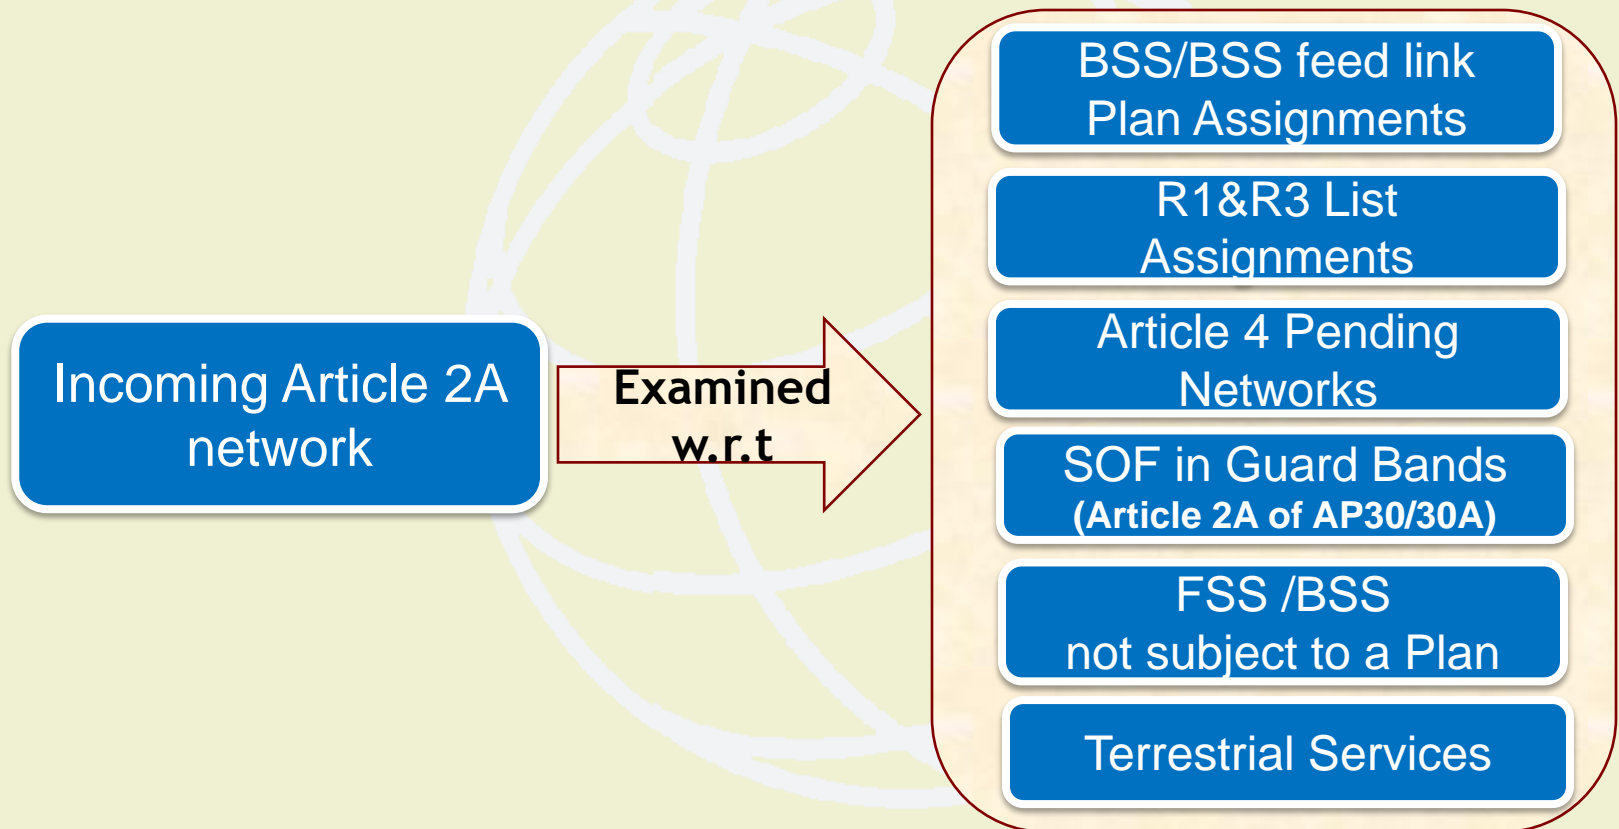 Incoming Article 2A
network
Examined
w.r.t
BSS/BSS feed link
Plan Assignments
R1&R3 List
Assignments
Article 4 Pending
Networks
SOF in Guard Bands
(Article 2A of AP30/30A)
FSS /BSS
not subject to a Plan
Terrestrial Services